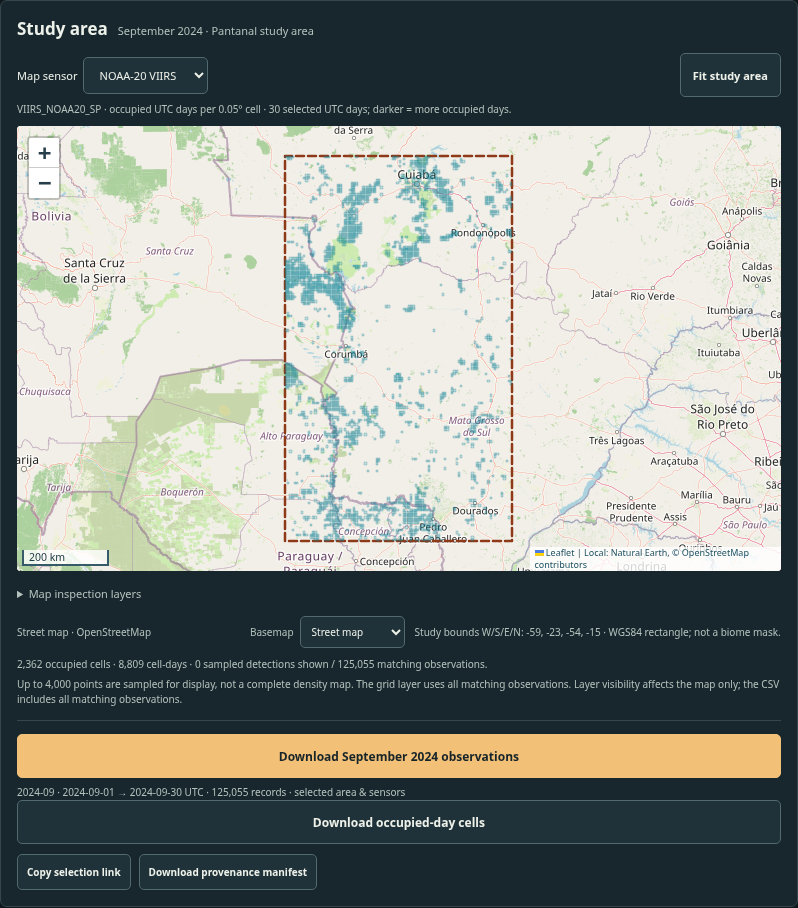 Study area September 2024 · Pantanal study area
Map sensor NOAA-20 VIIRS Fit study area
VIIRS_NOAA20_SP · occupied UTC days per 0.05° cell · 30 selected UTC days; darker = more occupied days.
da Serra
+
−
Cuiabá
Bolivia
Goiás
Anápolis
Rondonópolis
Goiânia
Santa Cruz
Santa Cruz
de la Sierra
Caldas
Novas
Jataí
Rio Verde
Itumbiara
Uberlâ
Corumbá
Ituiutaba
Chuquisaca
Mato Grosso
do Sul
São José do
Rio Preto
Alto Paraguay
Três Lagoas
Araçatuba
Ribei
arija
Tarija
Boquerón
Marília
Bauru
Jaú
Presidente
Prudente
Assis
Dourados
São Paulo
Concepción
Pedro
Juan Caballero
200 km
Paraguay /
Paraguái
Concepción
Leaflet | Local: Natural Earth, © OpenStreetMap
contributors
Londrina
▶ Map inspection layers
Street map · OpenStreetMap Basemap Street map Study bounds W/S/E/N: -59, -23, -54, -15 · WGS84 rectangle; not a biome mask.
2,362 occupied cells · 8,809 cell-days · 0 sampled detections shown / 125,055 matching observations.
Up to 4,000 points are sampled for display, not a complete density map. The grid layer uses all matching observations. Layer visibility affects the map only; the CSV
includes all matching observations.
Download September 2024 observations
2024-09 · 2024-09-01 → 2024-09-30 UTC · 125,055 records · selected area & sensors
Download occupied-day cells
Copy selection link Download provenance manifest